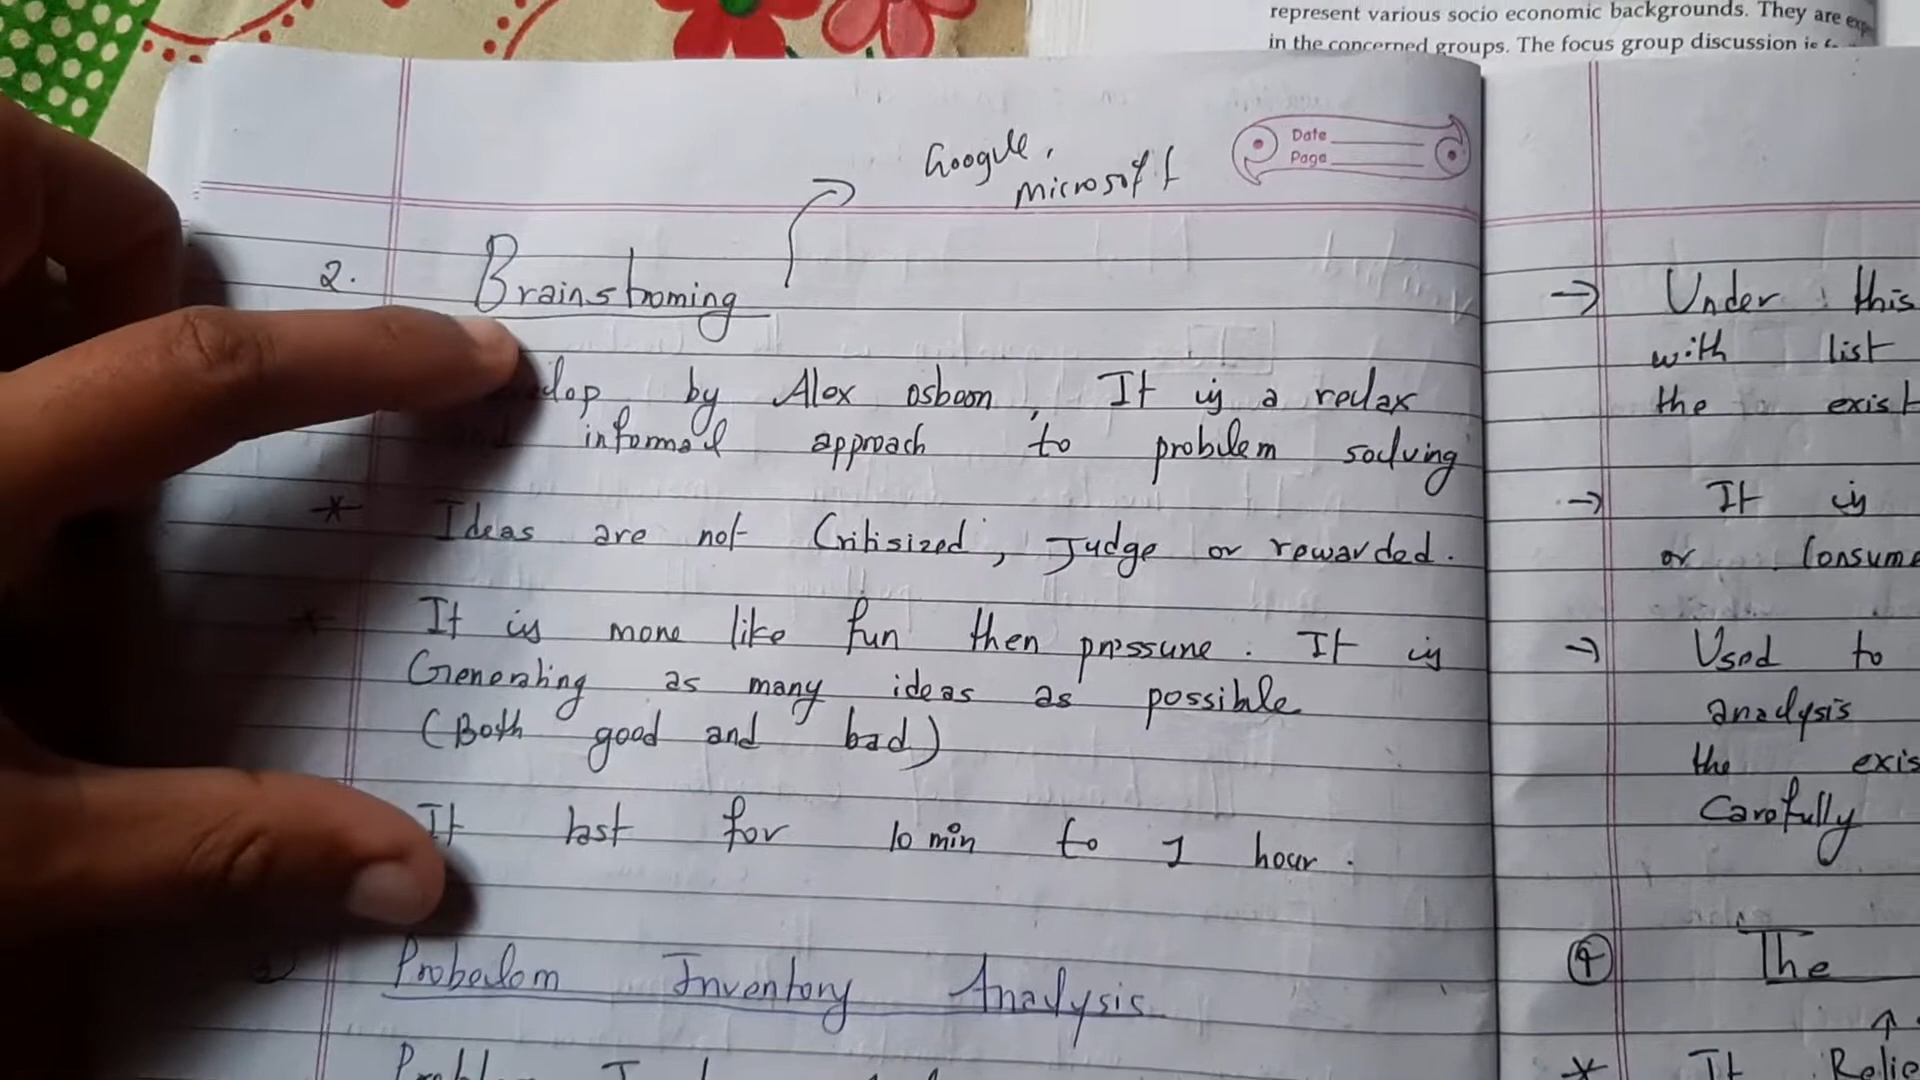 represent various socio economic backgrounds. They are
in the concerned groups. The focus group discussion is
Google,
microsoft
Date
Page
2. Brainstroming
by Alex osboon, It is a relax
informal approach to problem solving
* Ideas are not Critisized, Judge or rewarded.
* It is more like fun then pressure. It is
Generating as many ideas as possible
(Both good and bad)
It last for 10 min to 1 hour.
Probelem Inventory Analysis
→ Under this
with list
the exist
→ It is
or Consume
→ Used to
analysis
the exis
Carefully
④ The
* It Relie